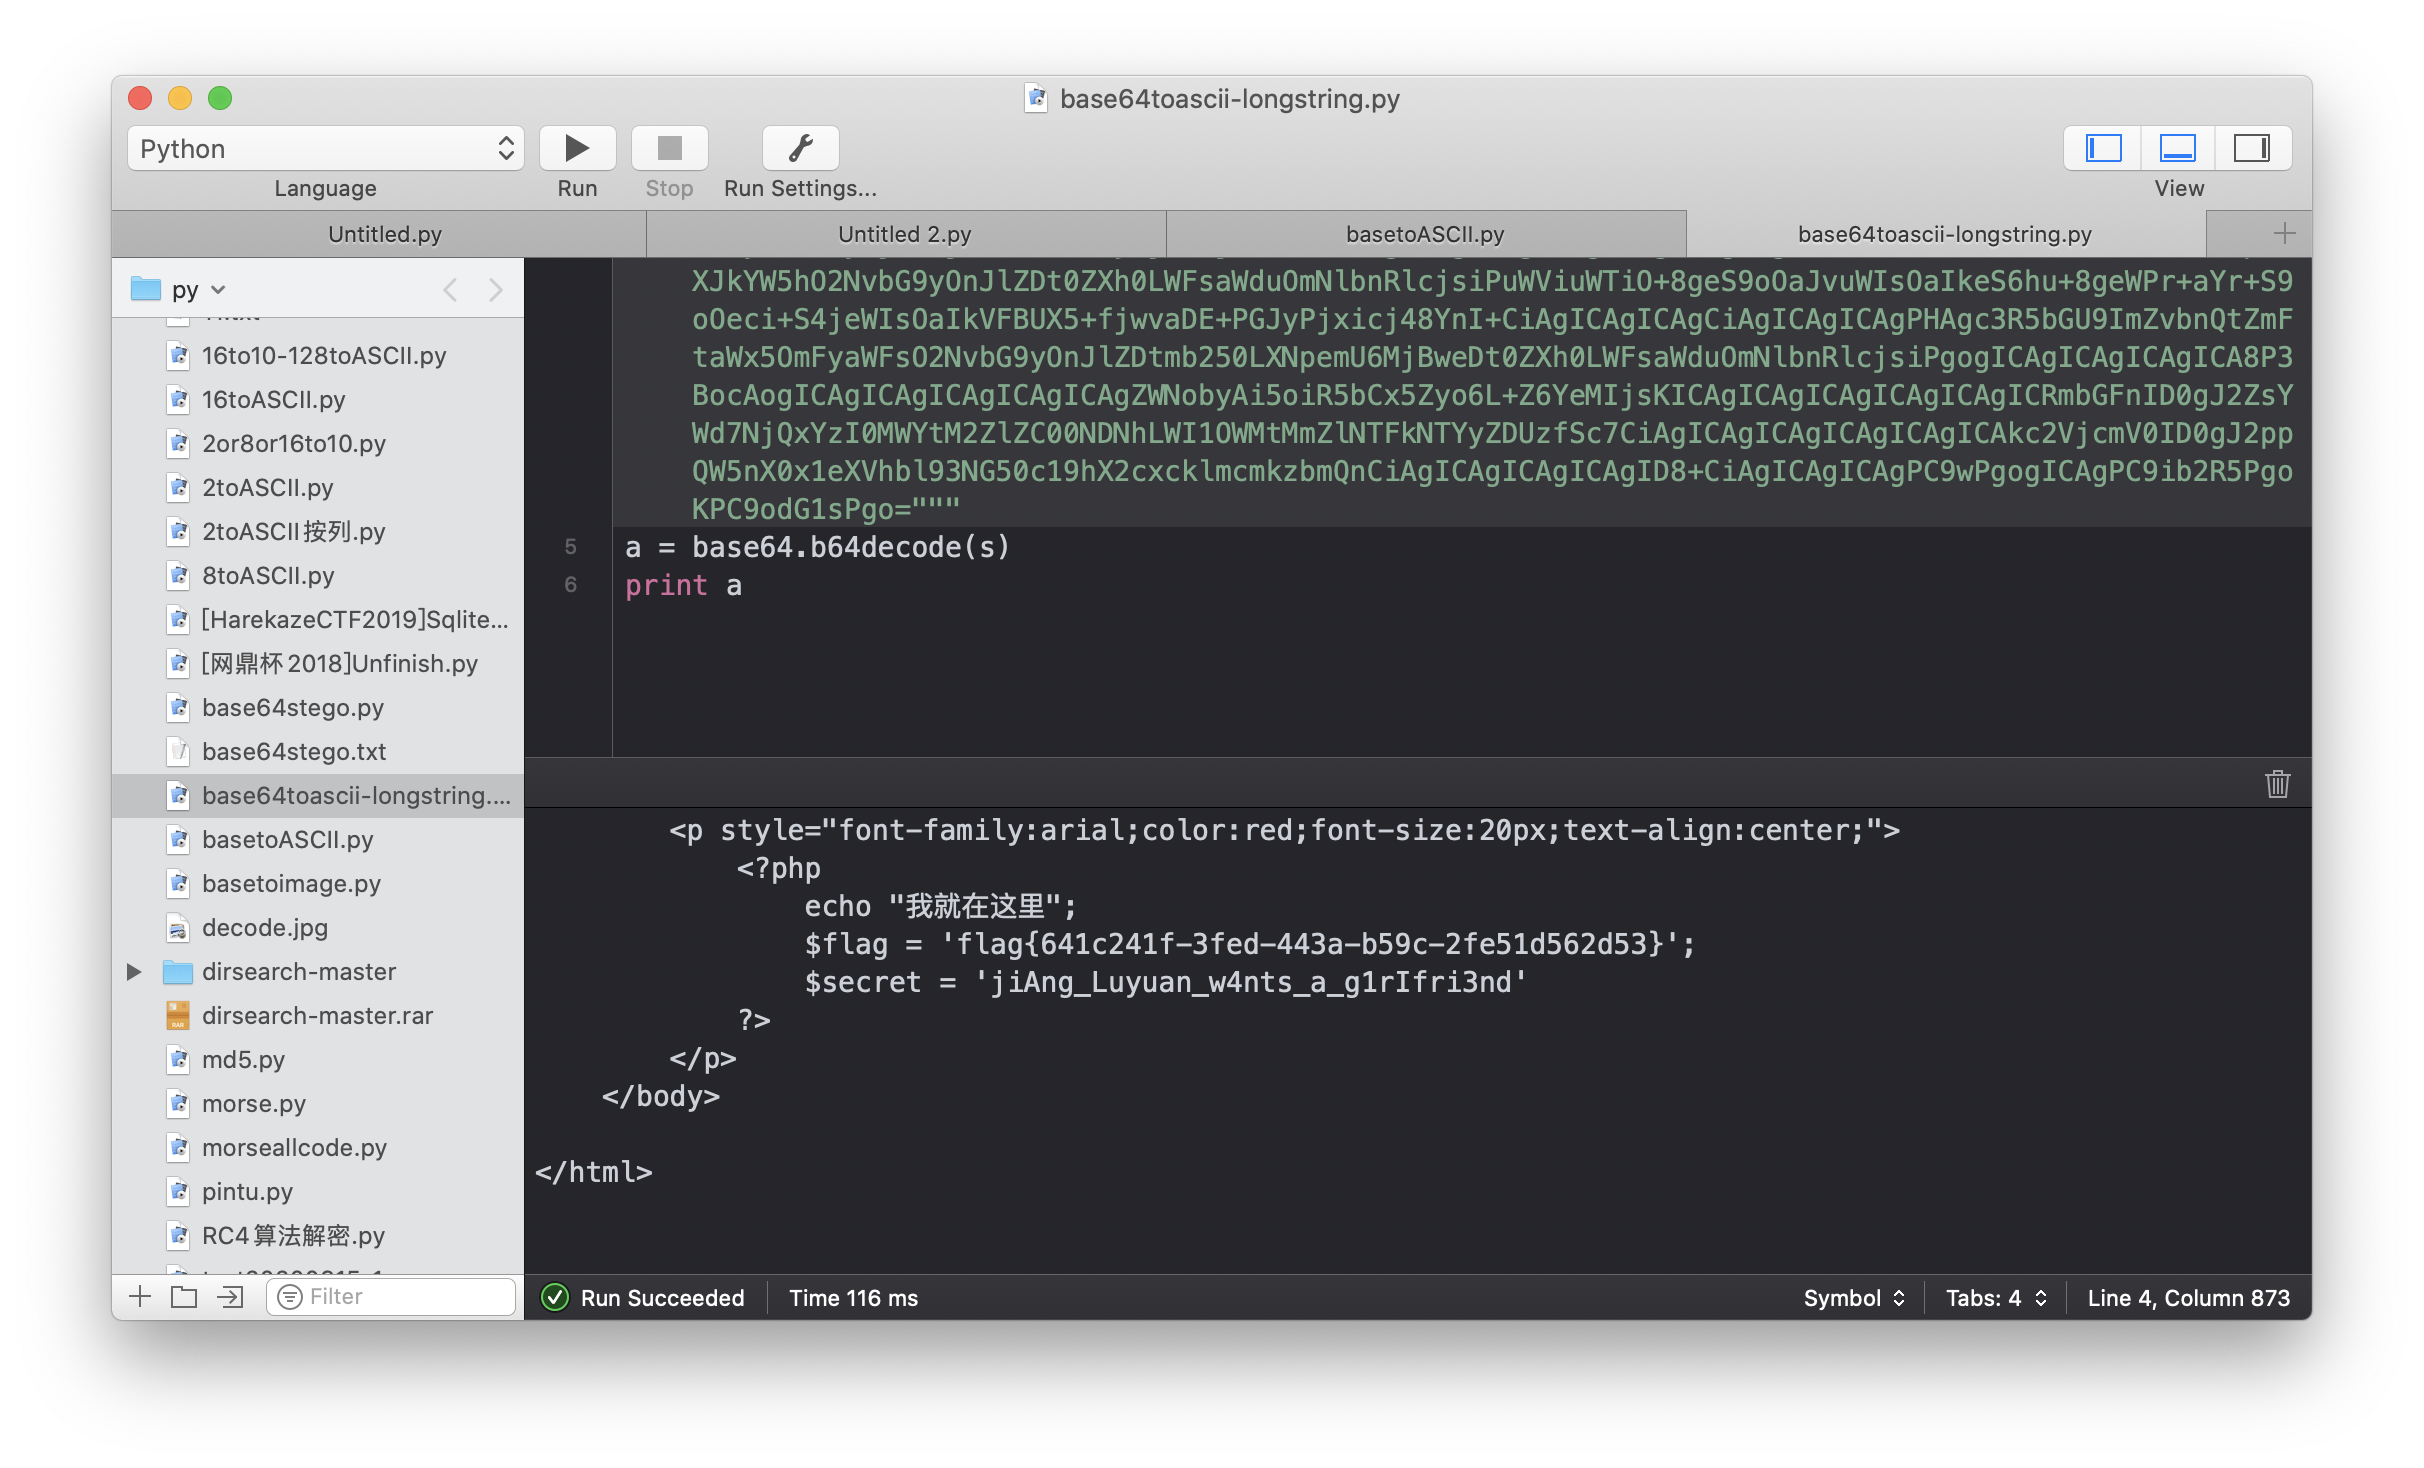 base64toascii-longstring.py
Python
Language
Run
Stop
Run Settings...
View
Untitled.py
Untitled 2.py
basetoASCII.py
base64toascii-longstring.py
py
16to10-128toASCII.py
16toASCII.py
2or8or16to10.py
2toASCII.py
2toASCII按列.py
8toASCII.py
[HarekazeCTF2019]Sqlite...
[网鼎杯2018]Unfinish.py
base64stego.py
base64stego.txt
base64toascii-longstring....
basetoASCII.py
basetoimage.py
decode.jpg
dirsearch-master
dirsearch-master.rar
md5.py
morse.py
morseallcode.py
pintu.py
RC4算法解密.py
Filter
XJkYW5hO2NvbG9yOnJlZDt0ZXh0LWFsaWduOmNlbnRlcjsiPuWViuWTiO+8geS9oOaJvuWIsOaIkeS6hu+8geWPr+aYr+S9
oOeci+S4jeWIsOaIkVFBUX5+fjwvaDE+PGJyPjxicj48YnI+CiAgICAgICAgCiAgICAgICAgPHAgc3R5bGU9ImZvbnQtZmF
taWx5OmFyaWFsO2NvbG9yOnJlZDtmb250LXNpemU6MjBweDt0ZXh0LWFsaWduOmNlbnRlcjsiPgogICAgICAgICAgICA8P3
BocAogICAgICAgICAgICAgICAgZWNobyAi5oiR5bCx5Zyo6L+Z6YeMIjsKICAgICAgICAgICAgICAgICRmbGFnID0gJ2ZsY
Wd7NjQxYzI0MWYtM2ZlZC00NDNhLWI1OWMtMmZlNTFkNTYyZDUzfSc7CiAgICAgICAgICAgICAgICAkc2VjcmV0ID0gJ2pp
QW5nX0x1eXVhbl93NG50c19hX2cxcklmcmkzbmQnCiAgICAgICAgICAgID8+CiAgICAgICAgPC9wPgogICAgPC9ib2R5Pgo
KPC9odG1sPgo="""
5 a = base64.b64decode(s)
6 print a
<p style="font-family:arial;color:red;font-size:20px;text-align:center;">
<?php
echo "我就在这里";
$flag = 'flag{641c241f-3fed-443a-b59c-2fe51d562d53}';
$secret = 'jiAng_Luyuan_w4nts_a_g1rIfri3nd'
?>
</p>
</body>
</html>
Run Succeeded
Time 116 ms
Symbol
Tabs: 4
Line 4, Column 873